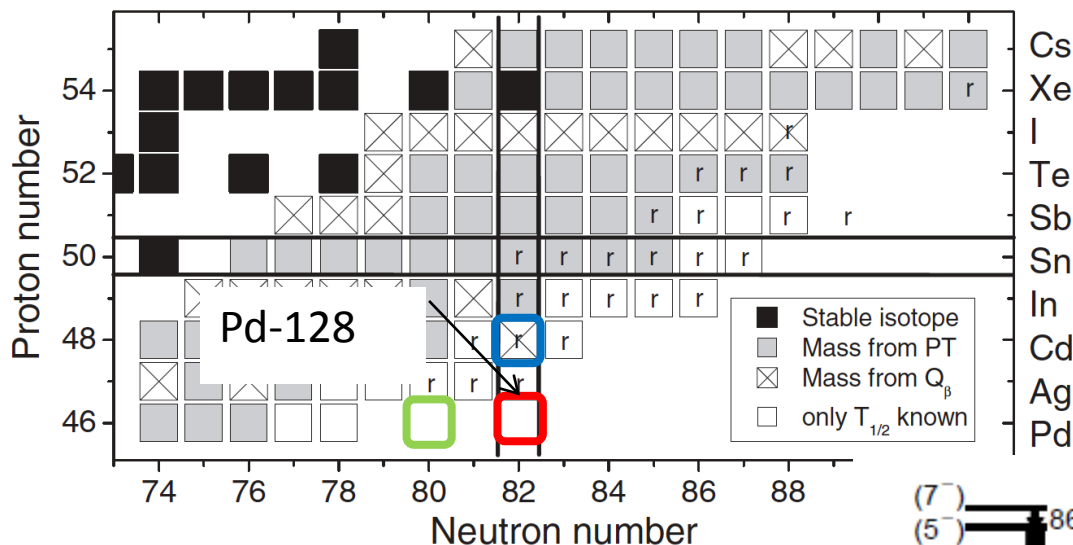 Proton number
54
52
50
48
46
Cs
Xe
I
Te
Sb
Sn
In
Cd
Ag
Pd
r
r
r r r
r r r r
r r r r r r
r r r r r
r r r
r r r
Pd-128
Stable isotope
Mass from PT
Mass from Qβ
only T1/2 known
74 76 78 80 82 84 86 88
Neutron number
(7⁻)
(5⁻)
86